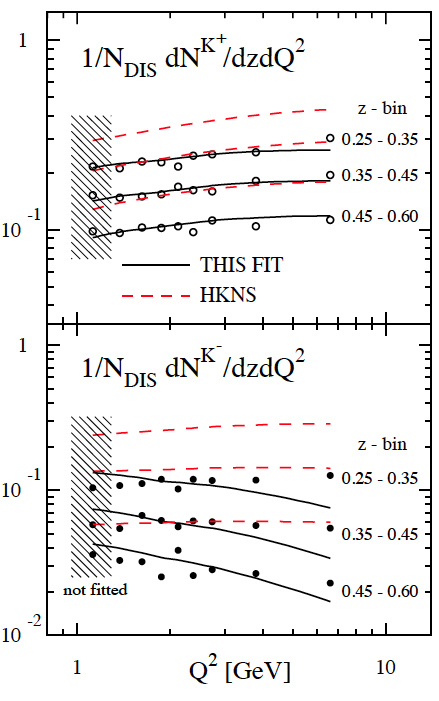 1
1/N_DIS dN^K+/dzdQ^2
z - bin
0.25 - 0.35
0.35 - 0.45
0.45 - 0.60
10^-1
THIS FIT
HKNS
1
1/N_DIS dN^K-/dzdQ^2
z - bin
10^-1
0.25 - 0.35
0.35 - 0.45
not fitted
0.45 - 0.60
10^-2
1
10
Q^2 [GeV]